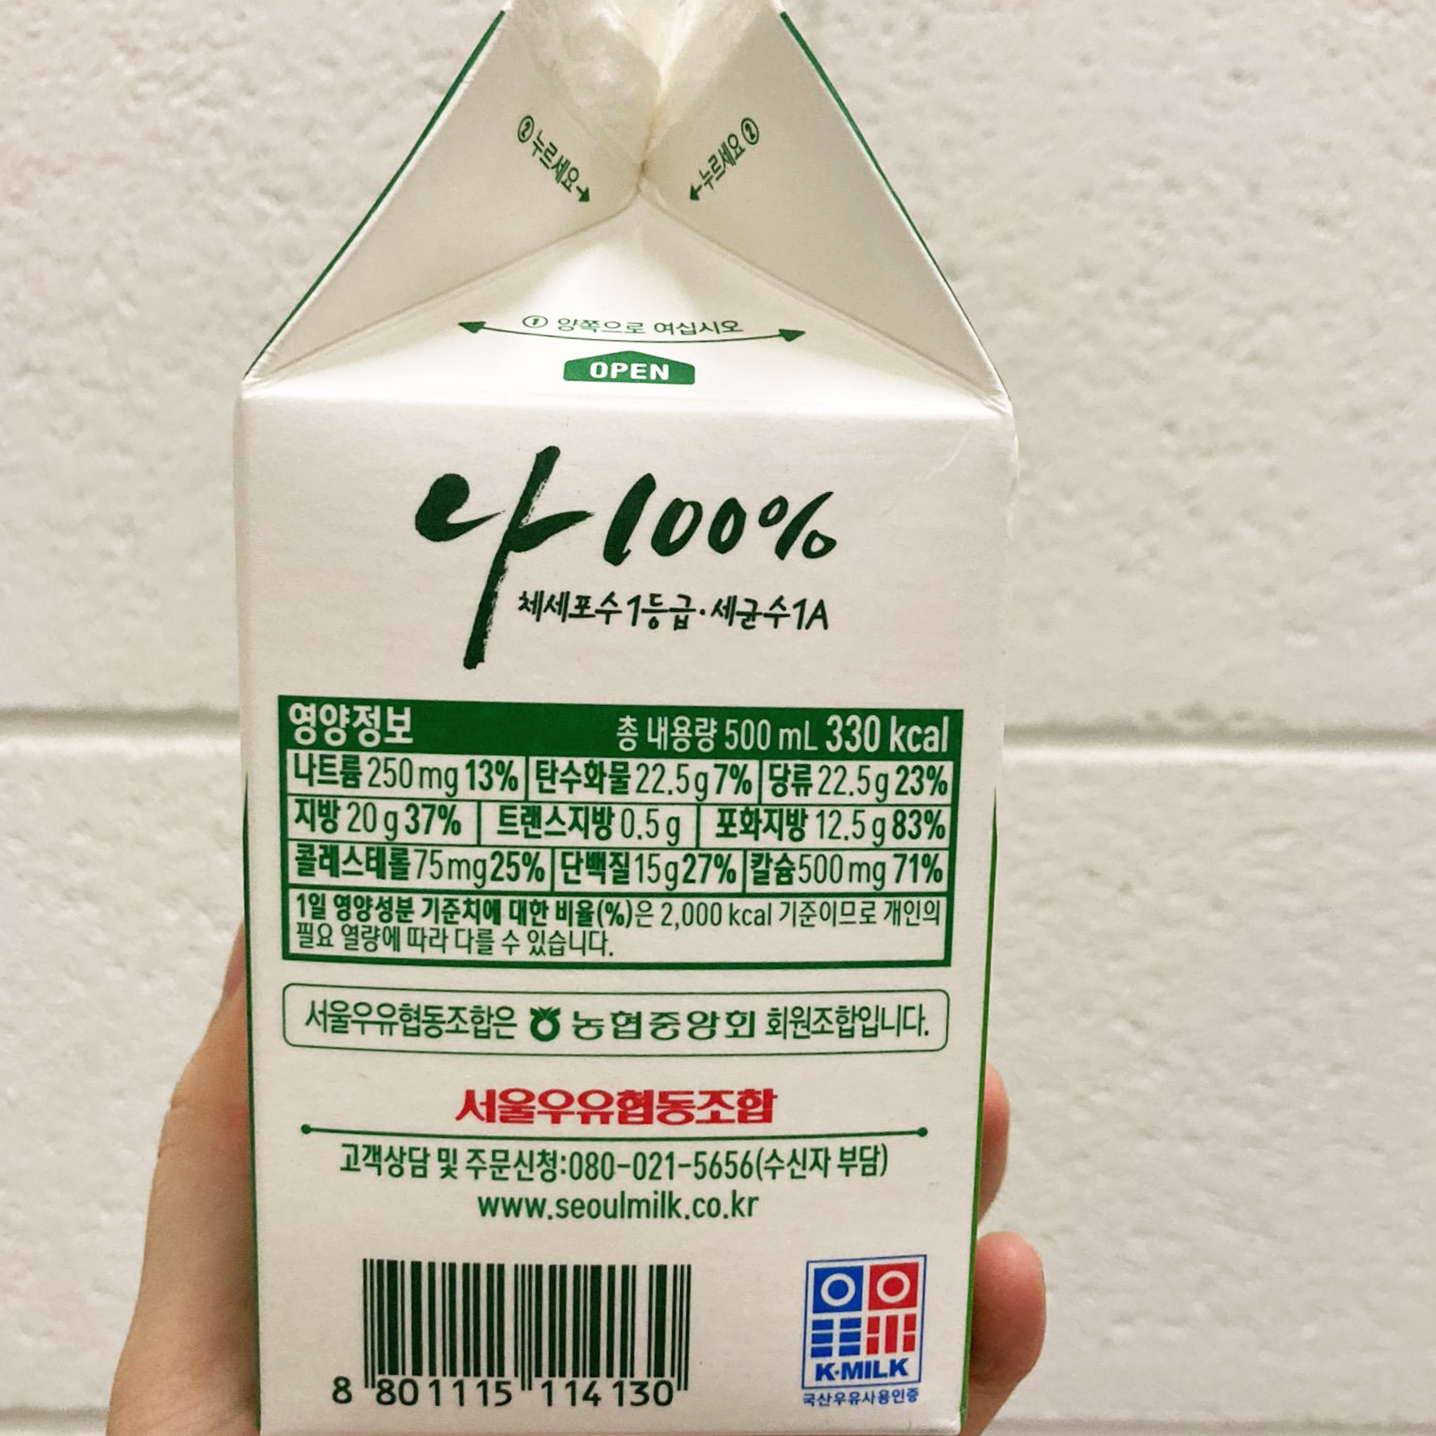 ② 누르세요→
←누르세요 ②
① 양쪽으로 여십시오
OPEN
나100%
체세포수1등급·세균수1A
영양정보 총 내용량 500 mL 330 kcal
나트륨 250 mg 13% 탄수화물 22.5 g 7% 당류 22.5 g 23%
지방 20 g 37% 트랜스지방 0.5 g 포화지방 12.5 g 83%
콜레스테롤 75 mg 25% 단백질 15 g 27% 칼슘 500 mg 71%
1일 영양성분 기준치에 대한 비율(%)은 2,000 kcal 기준이므로 개인의
필요 열량에 따라 다를 수 있습니다.
서울우유협동조합은 농협중앙회 회원조합입니다.
서울우유협동조합
고객상담 및 주문신청:080-021-5656(수신자 부담)
www.seoulmilk.co.kr
8 801115 114130
우유
K·MILK
국산우유사용인증